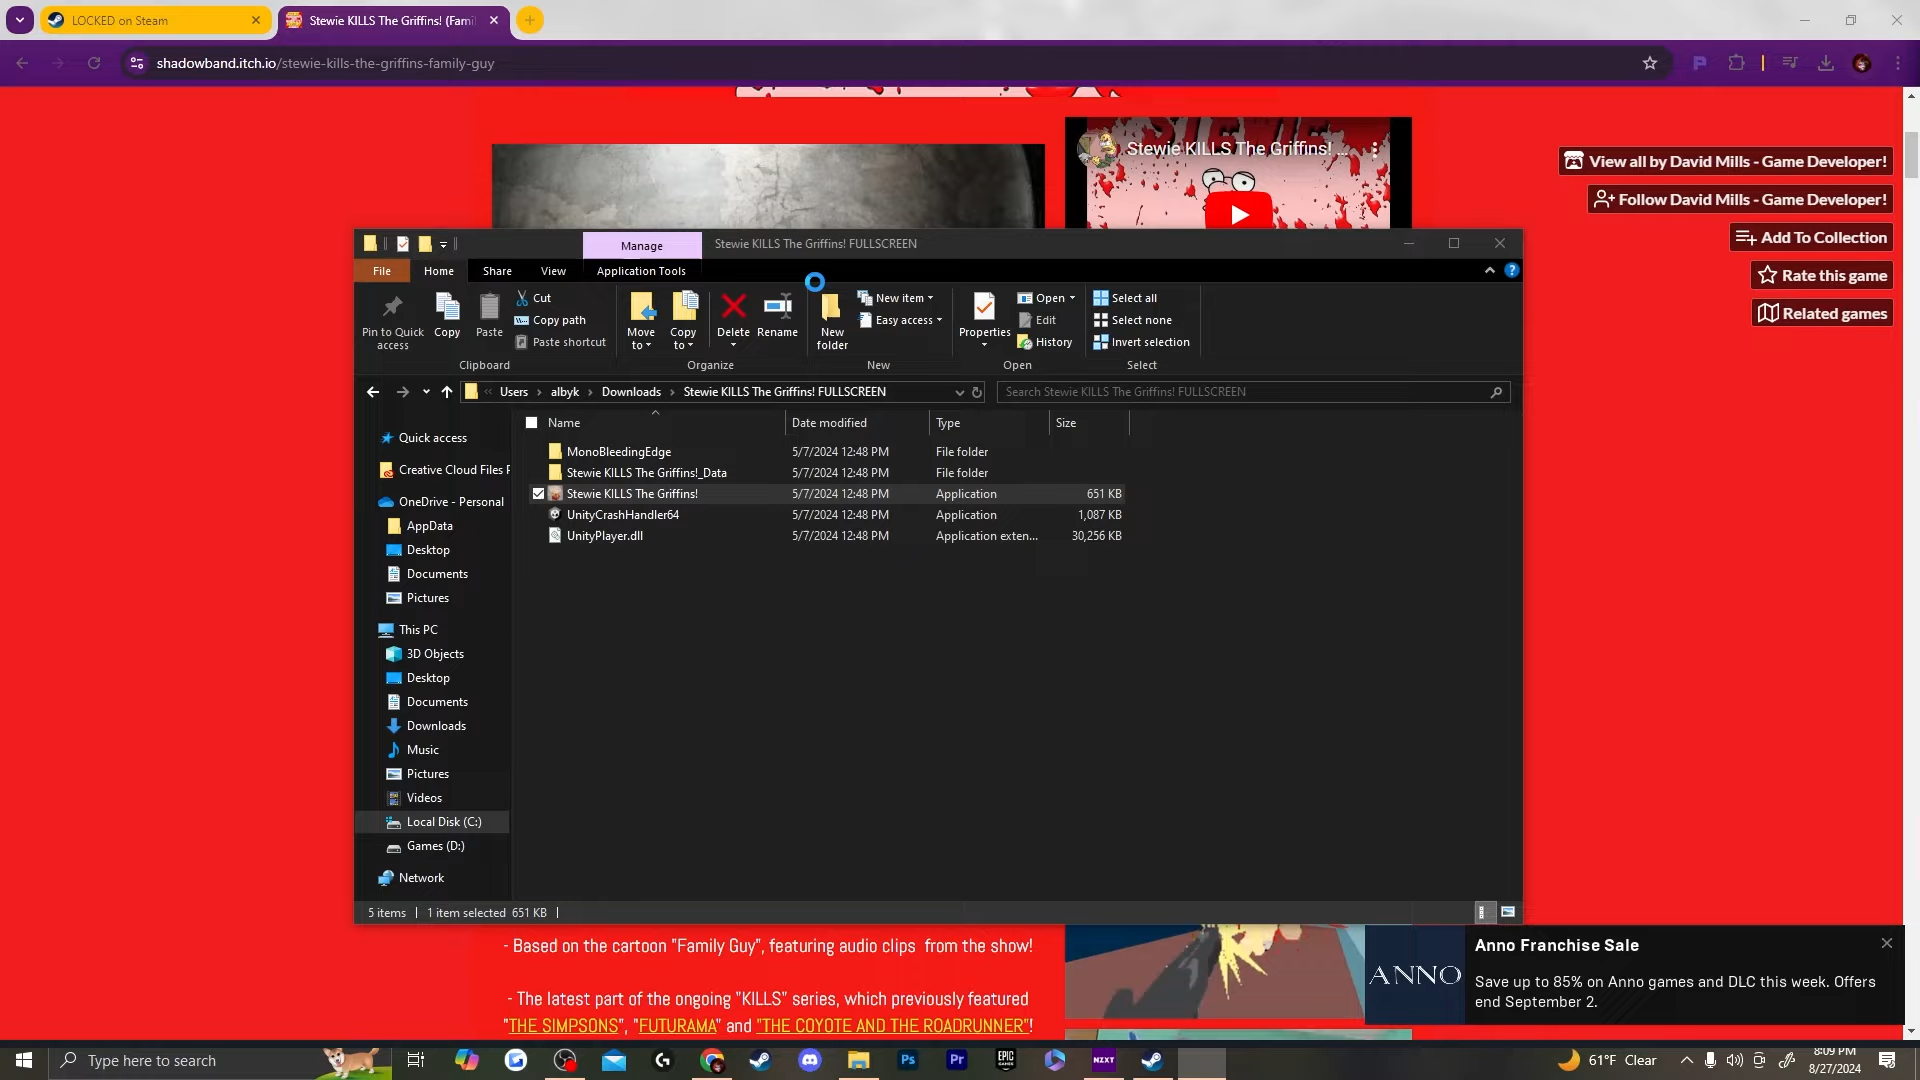 LOCKED on Steam
Stewie KILLS The Griffins! (Fami
shadowband.itch.io/stewie-kills-the-griffins-family-guy
Stewie KILLS The Griffins! ...
View all by David Mills - Game Developer!
Follow David Mills - Game Developer!
Add To Collection
Rate this game
Related games
Manage
Stewie KILLS The Griffins! FULLSCREEN
File
Home
Share
View
Application Tools
Pin to Quick access
Copy
Paste
Cut
Copy path
Paste shortcut
Clipboard
Move to
Copy to
Delete
Rename
Organize
New folder
New item
Easy access
New
Properties
Open
Edit
History
Open
Select all
Select none
Invert selection
Select
Users
albyk
Downloads
Stewie KILLS The Griffins! FULLSCREEN
Search Stewie KILLS The Griffins! FULLSCREEN
Name
Date modified
Type
Size
MonoBleedingEdge 5/7/2024 12:48 PM File folder
Stewie KILLS The Griffins!_Data 5/7/2024 12:48 PM File folder
Stewie KILLS The Griffins! 5/7/2024 12:48 PM Application 651 KB
UnityCrashHandler64 5/7/2024 12:48 PM Application 1,087 KB
UnityPlayer.dll 5/7/2024 12:48 PM Application exten... 30,256 KB
Quick access
Creative Cloud Files F
OneDrive - Personal
AppData
Desktop
Documents
Pictures
This PC
3D Objects
Desktop
Documents
Downloads
Music
Pictures
Videos
Local Disk (C:)
Games (D:)
Network
5 items
1 item selected 651 KB
- Based on the cartoon "Family Guy", featuring audio clips from the show!
- The latest part of the ongoing "KILLS" series, which previously featured
"THE SIMPSONS", "FUTURAMA" and "THE COYOTE AND THE ROADRUNNER"!
ANNO
Anno Franchise Sale
Save up to 85% on Anno games and DLC this week. Offers
end September 2.
Type here to search
Ps
Pr
EPIC GAMES
NZXT
61°F Clear
8:09 PM
8/27/2024